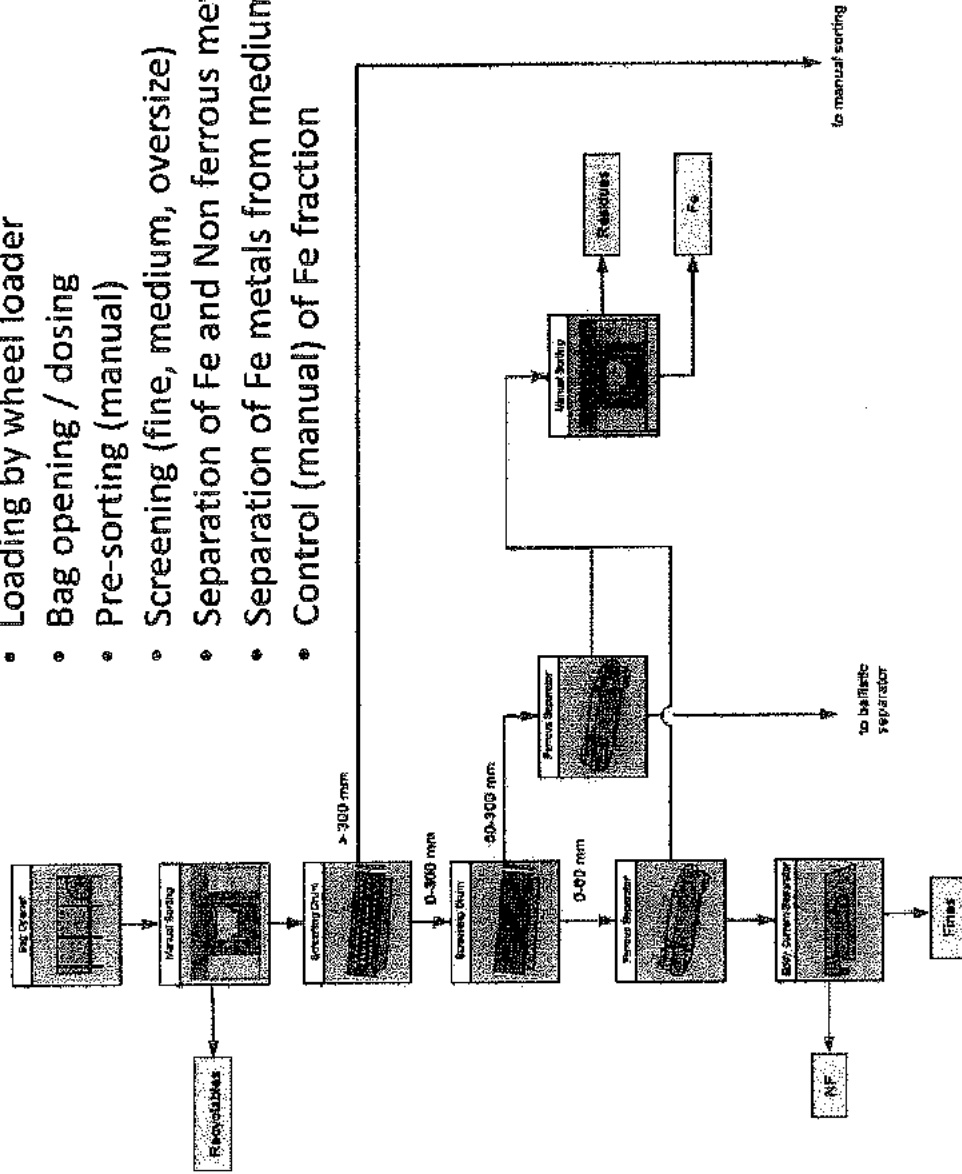 • Loading by wheel loader
• Bag opening / dosing
• Pre-sorting (manual)
• Screening (fine, medium, oversize)
• Separation of Fe and Non ferrous me
• Separation of Fe metals from medium
• Control (manual) of Fe fraction
Bag Opener
Manual Sorting
Recyclables
Screening Drum
>300 mm
0-300 mm
Screening Drum
60-300 mm
0-60 mm
Ferrous Separator
Ferrous Separator
Manual Sorting
Residues
Fe
to manual sorting
to ballistic
separator
Eddy Current Separator
NF
Fines